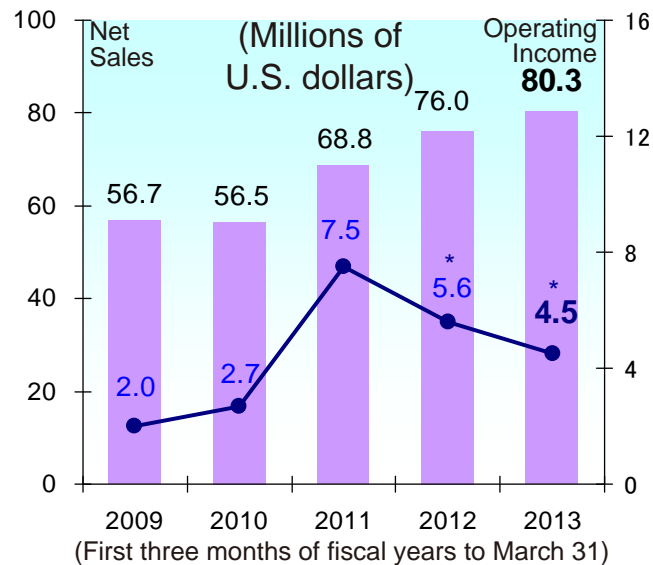 (Millions of
U.S. dollars)
Net
Sales
Operating
Income
100
80
60
40
20
0
16
12
8
4
0
56.7
56.5
68.8
76.0
80.3
2.0
2.7
7.5
*
5.6
*
4.5
2009 2010 2011 2012 2013
(First three months of fiscal years to March 31)